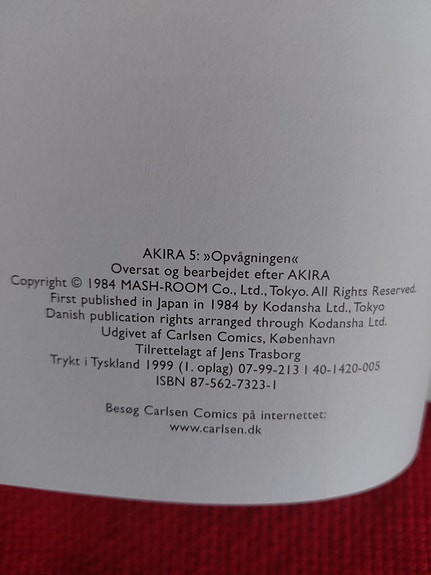 AKIRA 5: »Opvågningen«
Oversat og bearbejdet efter AKIRA
Copyright © 1984 MASH-ROOM Co., Ltd., Tokyo. All Rights Reserved.
First published in Japan in 1984 by Kodansha Ltd., Tokyo
Danish publication rights arranged through Kodansha Ltd.
Udgivet af Carlsen Comics, København
Tilrettelagt af Jens Trasborg
Trykt i Tyskland 1999 (1. oplag) 07-99-213 | 40-1420-005
ISBN 87-562-7323-1
Besøg Carlsen Comics på internettet:
www.carlsen.dk